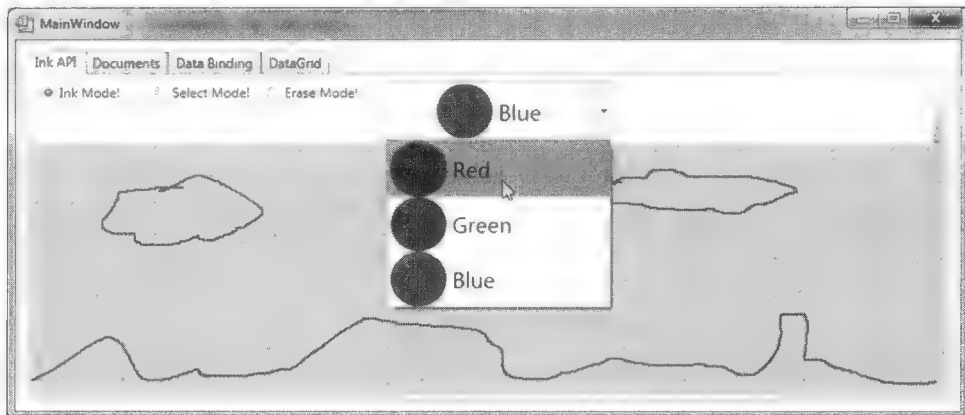 MainWindow
Ink API Documents Data Binding DataGrid
Ink Mode! Select Mode! Erase Mode!
Blue
Red
Green
Blue